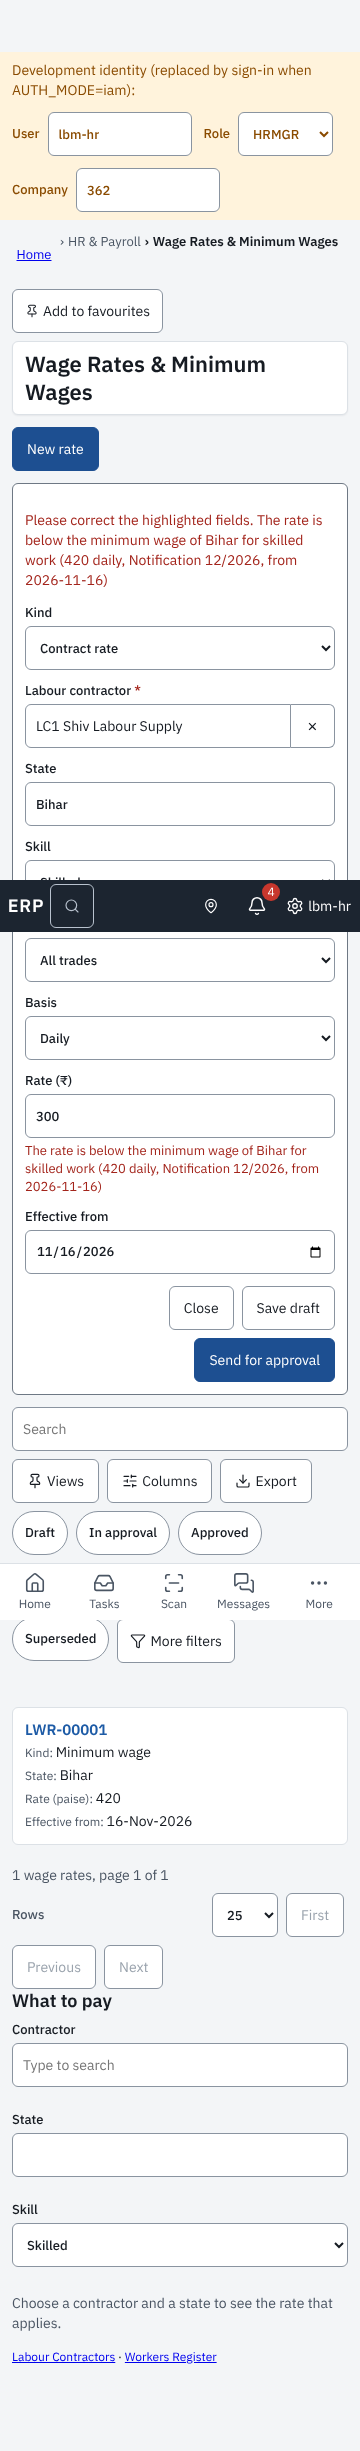 Development identity (replaced by sign-in when
AUTH_MODE=iam):
User lbm-hr Role HRMGR
Company 362
Home › HR & Payroll › Wage Rates & Minimum Wages
Add to favourites
Wage Rates & Minimum
Wages
New rate
Please correct the highlighted fields. The rate is
below the minimum wage of Bihar for skilled
work (420 daily, Notification 12/2026, from
2026-11-16)
Kind
Contract rate
Labour contractor *
LC1 Shiv Labour Supply ×
State
Bihar
Skill
ERP 4 lbm-hr
All trades
Basis
Daily
Rate (₹)
300
The rate is below the minimum wage of Bihar for
skilled work (420 daily, Notification 12/2026, from
2026-11-16)
Effective from
11/16/2026
Close Save draft
Send for approval
Search
Views Columns Export
Draft In approval Approved
Home Tasks Scan Messages More
Superseded More filters
LWR-00001
Kind: Minimum wage
State: Bihar
Rate (paise): 420
Effective from: 16-Nov-2026
1 wage rates, page 1 of 1
Rows 25 First
Previous Next
What to pay
Contractor
Type to search
State
Skill
Skilled
Choose a contractor and a state to see the rate that
applies.
Labour Contractors · Workers Register